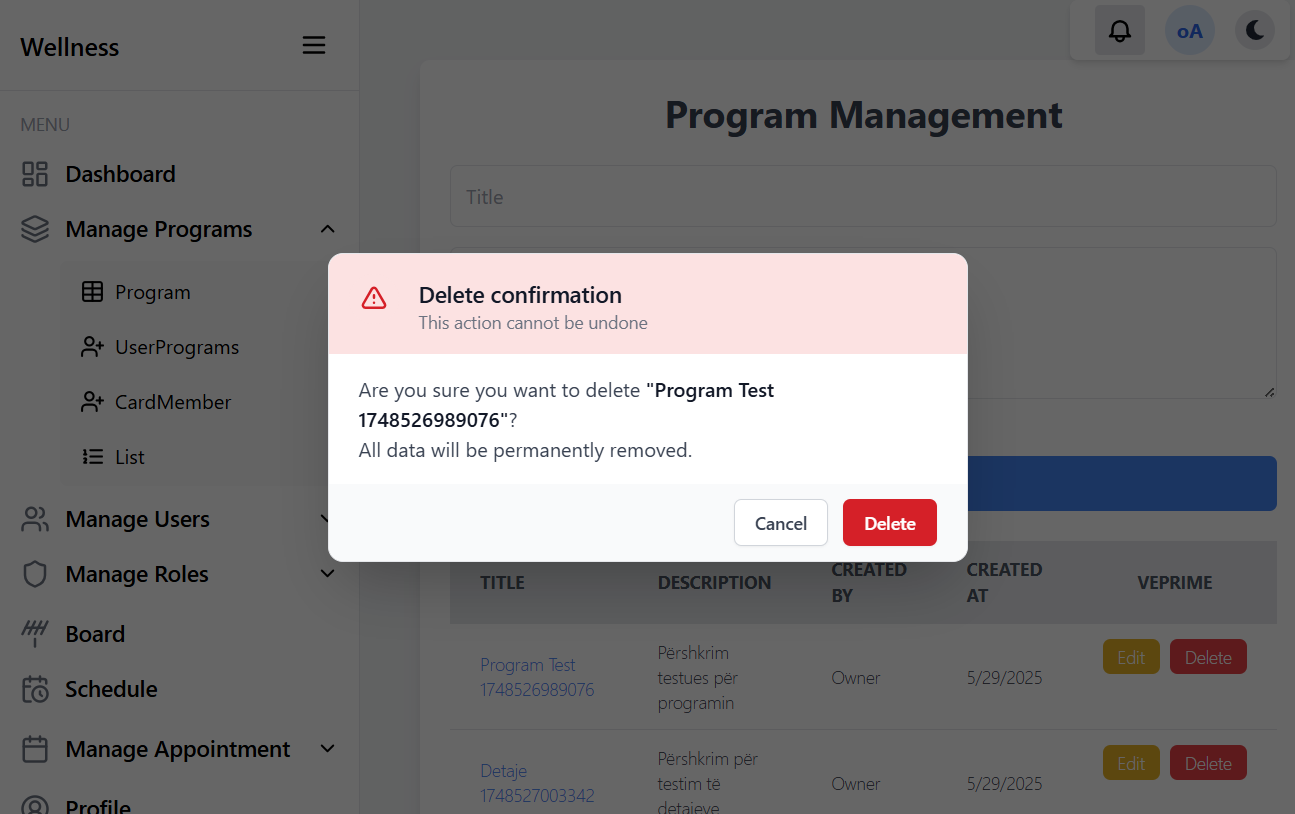 Wellness
oA
MENU
Dashboard
Manage Programs
Program
UserPrograms
CardMember
List
Manage Users
Manage Roles
Board
Schedule
Manage Appointment
Profile
Program Management
Title
Delete confirmation
This action cannot be undone
Are you sure you want to delete "Program Test
1748526989076"?
All data will be permanently removed.
Cancel
Delete
TITLE
DESCRIPTION
CREATED
BY
CREATED
AT
VEPRIME
Program Test
1748526989076
Përshkrim
testues për
programin
Owner
5/29/2025
Edit
Delete
Detaje
1748527003342
Përshkrim për
testim të
detajeve
Owner
5/29/2025
Edit
Delete